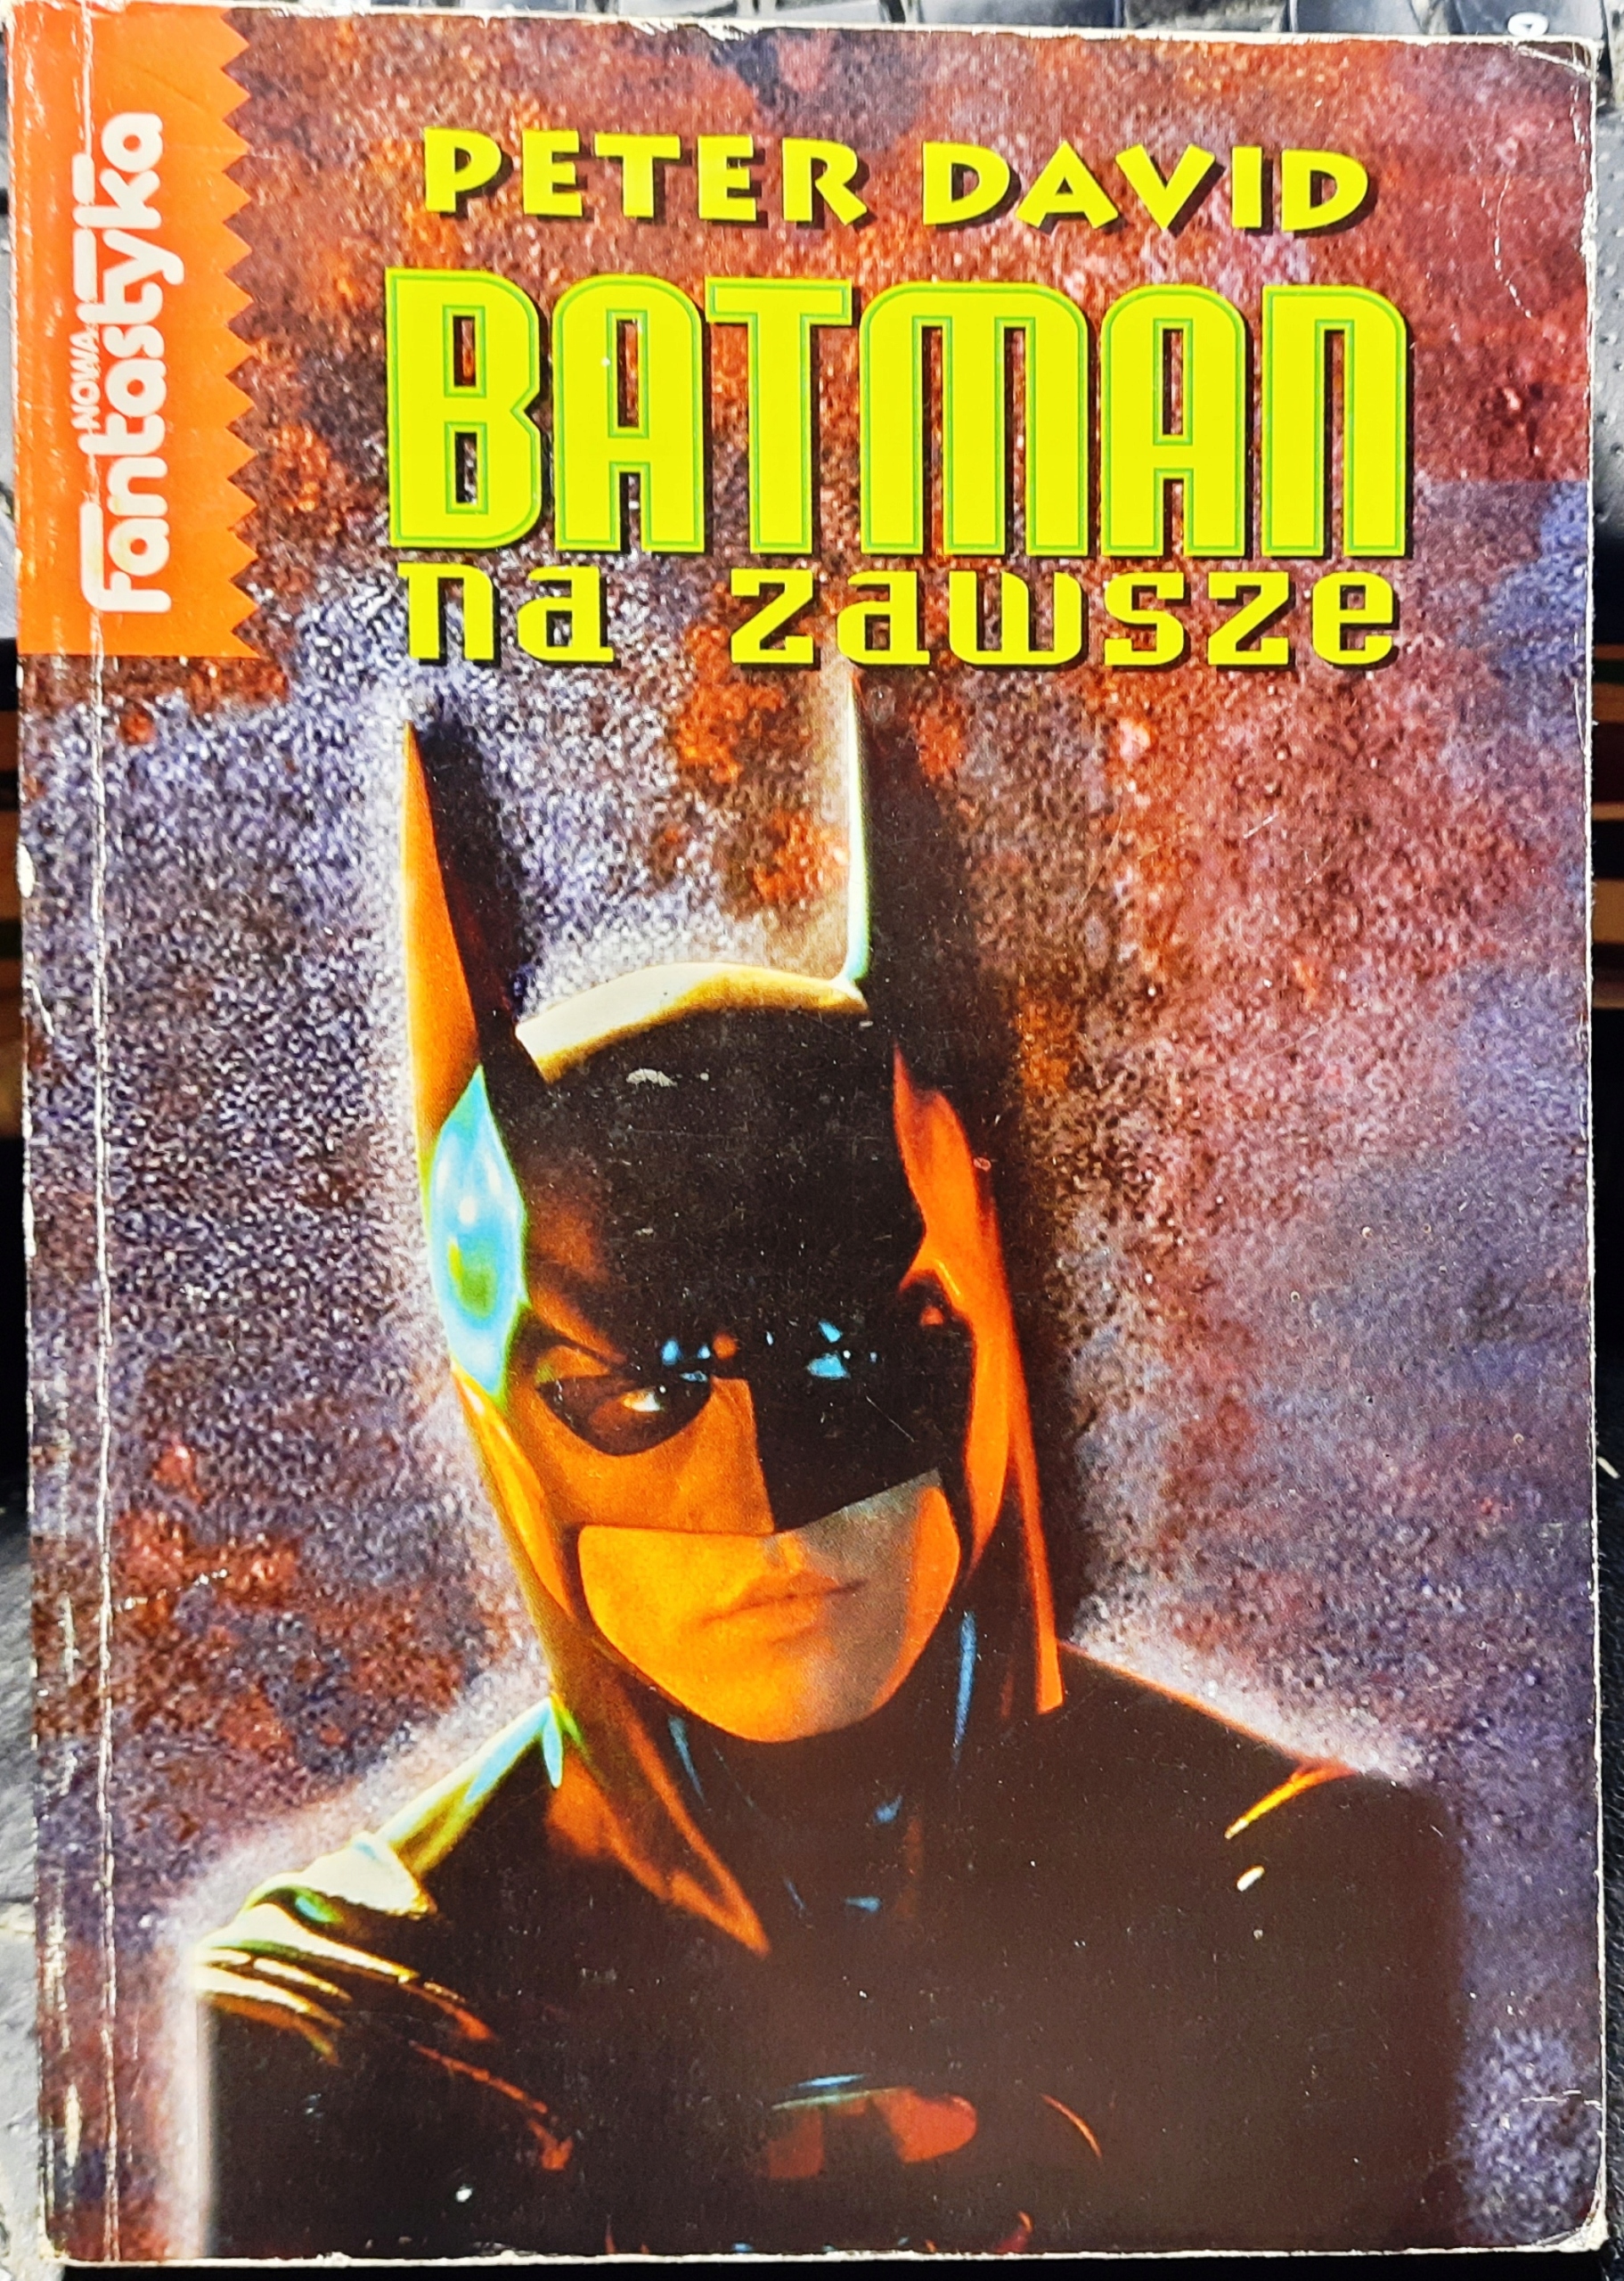 NOWA
Fantastyka
PETER DAVID
BATMAN
na zawsze